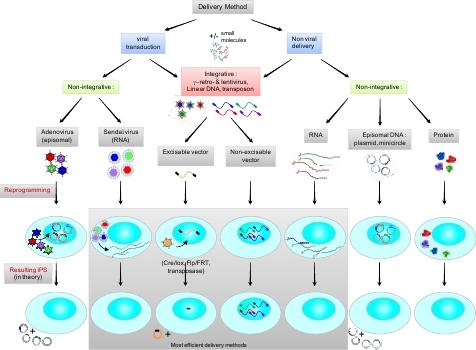 Delivery Method
viral
transduction
+/- small
molecules
Non viral
delivery
Non-integrative :
Integrative :
γ-retro- & lentivirus,
Linear DNA, transposon
Non-integrative :
Adenovirus
(episomal)
Sendai virus
(RNA)
Excisable vector
Non-excisable
vector
RNA
Episomal DNA :
plasmid, minicircle
Protein
Reprogramming
(Cre/lox, Flp/FRT,
transposase)
Resulting iPS
(in theory)
+
+
+
Most efficient delivery methods